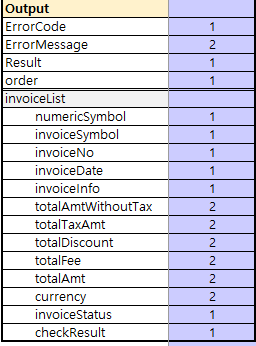 Output
ErrorCode 1
ErrorMessage 2
Result 1
order 1
invoiceList
numericSymbol 1
invoiceSymbol 1
invoiceNo 1
invoiceDate 1
invoiceInfo 1
totalAmtWithoutTax 2
totalTaxAmt 2
totalDiscount 2
totalFee 2
totalAmt 2
currency 2
invoiceStatus 1
checkResult 1